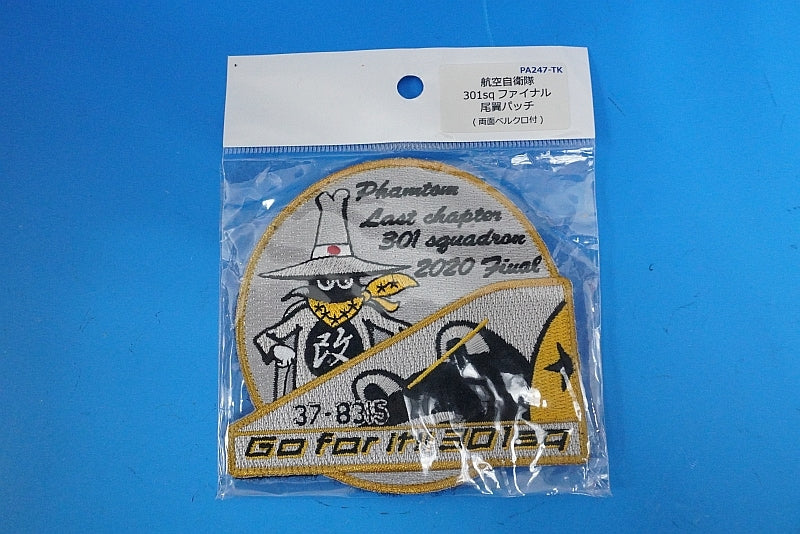 PA247-TK
航空自衛隊
301sq ファイナル
尾翼パッチ
(両面ベルクロ付)
Phamtom
Last chapter
301 squadron
2020 Final
改
37-8315
Go for it! 301sq